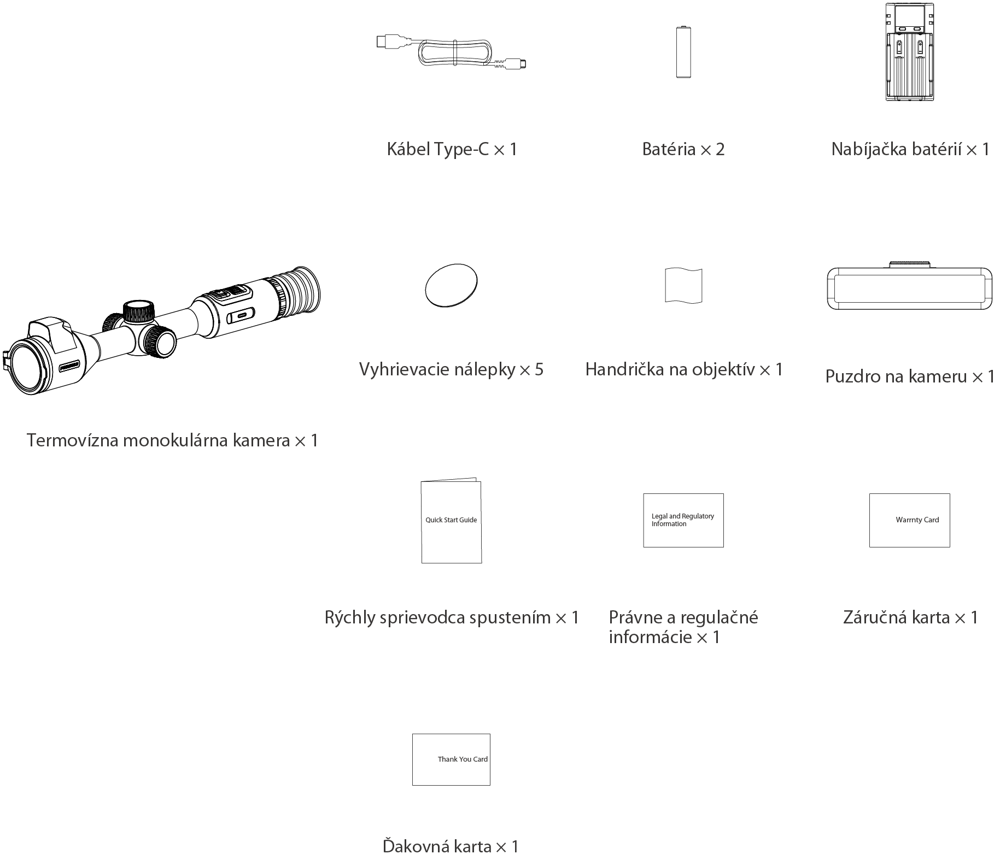 Kábel Type-C × 1
Batéria × 2
Nabíjačka batérií × 1
Vyhrievacie nálepky × 5
Handrička na objektív × 1
Puzdro na kameru × 1
Termovízna monokulárna kamera × 1
Quick Start Guide
Legal and Regulatory
Information
Warrnty Card
Rýchly sprievodca spustením × 1
Právne a regulačné
informácie × 1
Záručná karta × 1
Thank You Card
Ďakovná karta × 1